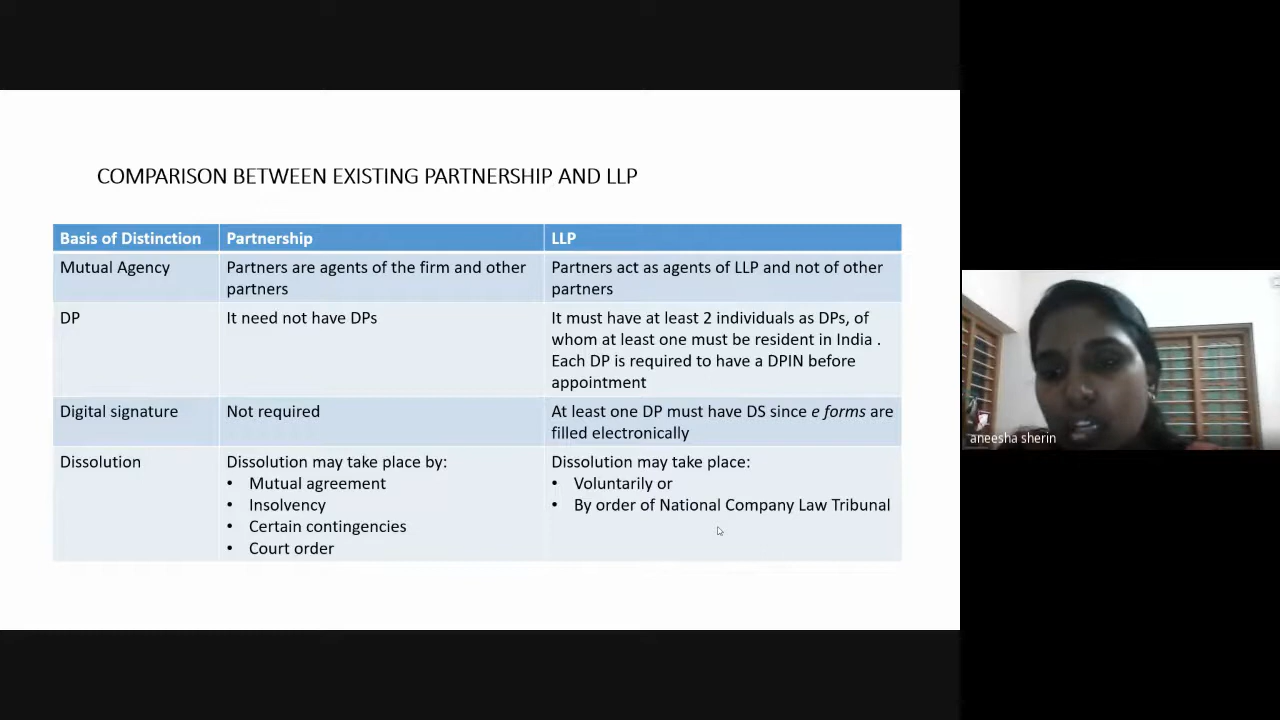 COMPARISON BETWEEN EXISTING PARTNERSHIP AND LLP
Basis of Distinction Partnership LLP
Mutual Agency
Partners are agents of the firm and other
partners
Partners act as agents of LLP and not of other
partners
DP
It need not have DPs
It must have at least 2 individuals as DPs, of
whom at least one must be resident in India .
Each DP is required to have a DPIN before
appointment
Digital signature
Not required
At least one DP must have DS since e forms are
filled electronically
Dissolution
Dissolution may take place by:
• Mutual agreement
• Insolvency
• Certain contingencies
• Court order
Dissolution may take place:
• Voluntarily or
• By order of National Company Law Tribunal
aneesha sherin